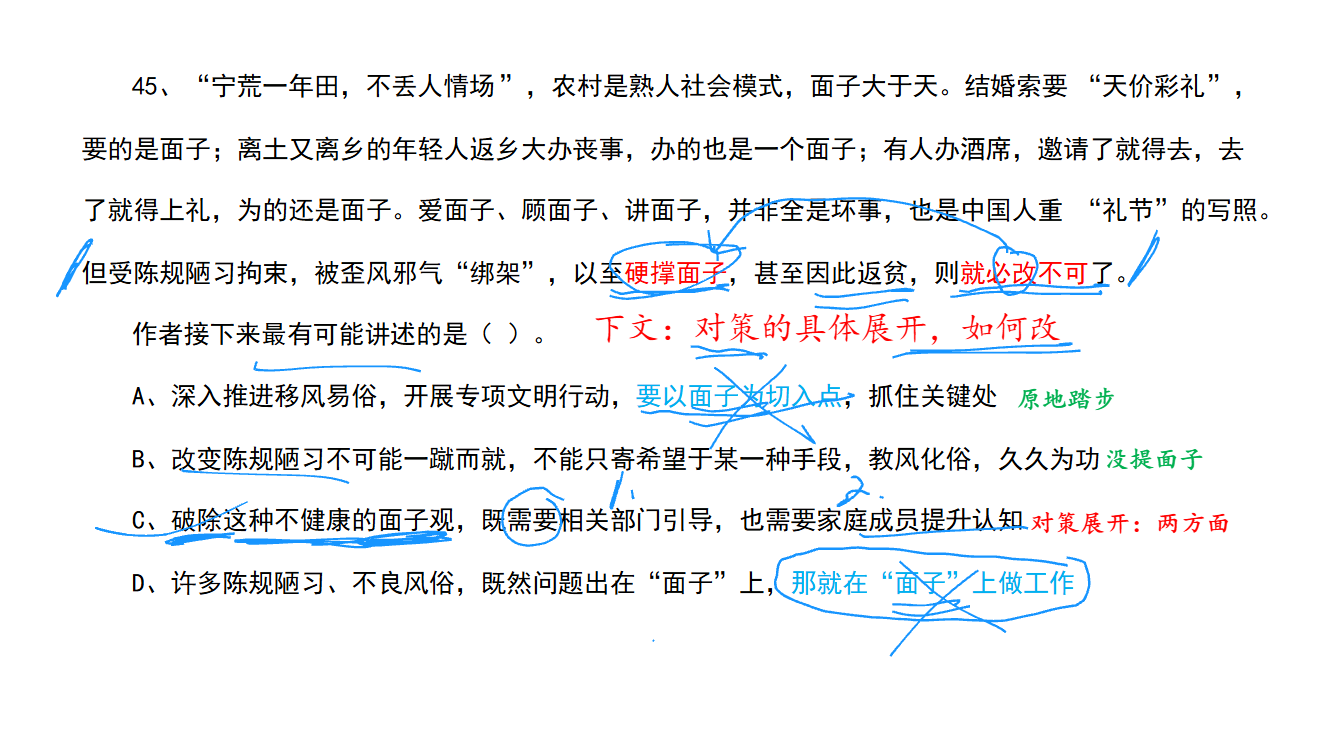 45、“宁荒一年田，不丢人情场”，农村是熟人社会模式，面子大于天。结婚索要“天价彩礼”，
要的是面子；离土又离乡的年轻人返乡大办丧事，办的也是一个面子；有人办酒席，邀请了就得去，去
了就得上礼，为的还是面子。爱面子、顾面子、讲面子，并非全是坏事，也是中国人重“礼节”的写照。
但受陈规陋习拘束，被歪风邪气“绑架”，以至硬撑面子，甚至因此返贫，则就必改不可了。
作者接下来最有可能讲述的是（ ）。 下文：对策的具体展开，如何改
A、深入推进移风易俗，开展专项文明行动，要以面子为切入点，抓住关键处 原地踏步
B、改变陈规陋习不可能一蹴而就，不能只寄希望于某一种手段，教风化俗，久久为功 没提面子
1. 2.
C、破除这种不健康的面子观，既需要相关部门引导，也需要家庭成员提升认知 对策展开：两方面
D、许多陈规陋习、不良风俗，既然问题出在“面子”上，那就在“面子”上做工作